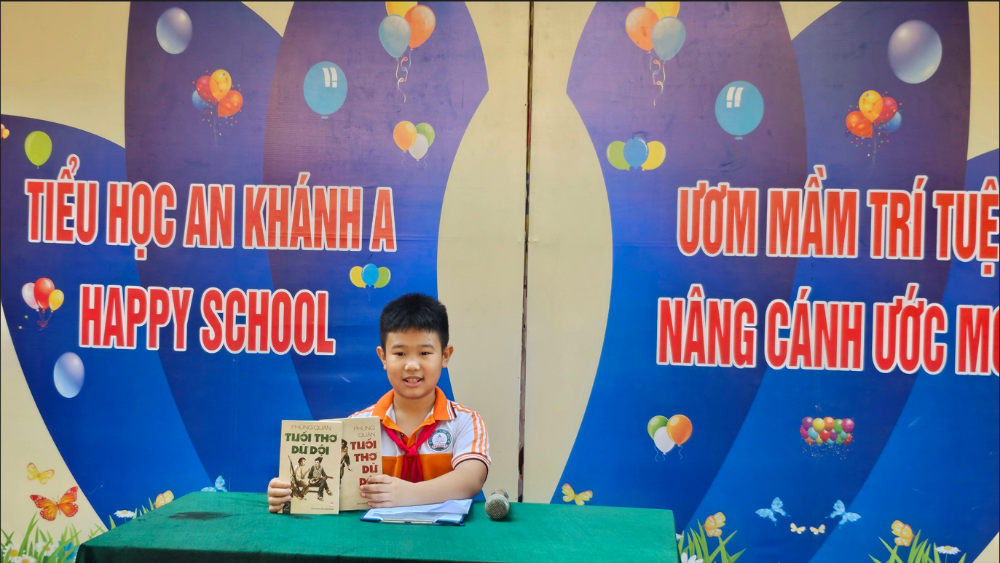 TIỂU HỌC AN KHÁNH A
HAPPY SCHOOL
ƯƠM MẦM TRÍ TUỆ
NÂNG CÁNH ƯỚC MƠ
PHÙNG QUÁN
TUỔI THƠ
DỮ DỘI
PHÙNG
QUÁN
TUỔI
THƠ
DỮ